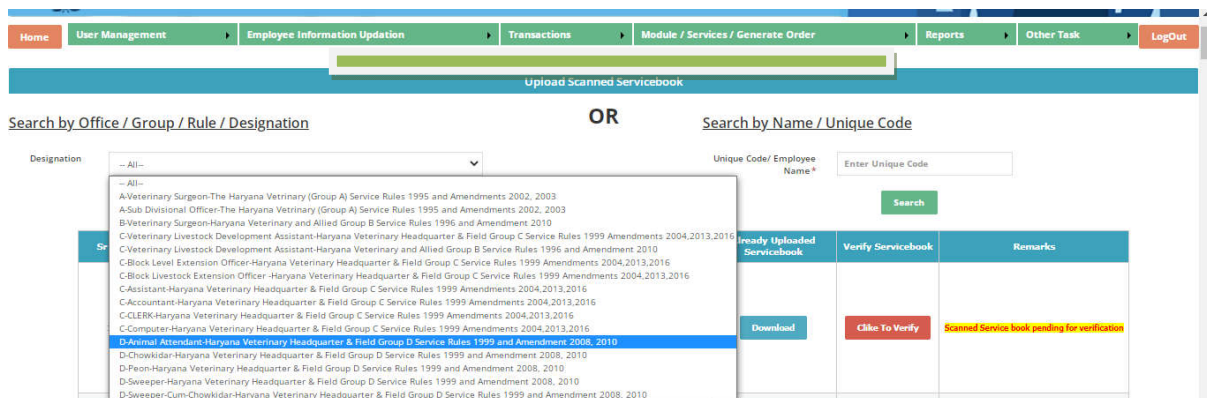 Home
User Management
Employee Information Updation
Transactions
Module / Services / Generate Order
Reports
Other Task
LogOut
Upload Scanned Servicebook
Search by Office / Group / Rule / Designation
OR
Search by Name / Unique Code
Designation
-- All--
Unique Code/ Employee
Name*
Enter Unique Code
Search
-- All--
A-Veterinary Surgeon-The Haryana Vetrinary (Group A) Service Rules 1995 and Amendments 2002, 2003
A-Sub Divisional Officer-The Haryana Vetrinary (Group A) Service Rules 1995 and Amendments 2002, 2003
B-Veterinary Surgeon-Haryana Veterinary and Allied Group B Service Rules 1996 and Amendment 2010
C-Veterinary Livestock Development Assistant-Haryana Veterinary Headquarter & Field Group C Service Rules 1999 Amendments 2004,2013,2016
C-Veterinary Livestock Development Assistant-Haryana Veterinary and Allied Group B Service Rules 1996 and Amendment 2010
C-Block Level Extension Officer-Haryana Veterinary Headquarter & Field Group C Service Rules 1999 Amendments 2004,2013,2016
C-Block Livestock Extension Officer -Haryana Veterinary Headquarter & Field Group C Service Rules 1999 Amendments 2004,2013,2016
C-Assistant-Haryana Veterinary Headquarter & Field Group C Service Rules 1999 Amendments 2004,2013,2016
C-Accountant-Haryana Veterinary Headquarter & Field Group C Service Rules 1999 Amendments 2004,2013,2016
C-CLERK-Haryana Veterinary Headquarter & Field Group C Service Rules 1999 Amendments 2004,2013,2016
C-Computer-Haryana Veterinary Headquarter & Field Group C Service Rules 1999 Amendments 2004,2013,2016
D-Animal Attendant-Haryana Veterinary Headquarter & Field Group D Service Rules 1999 and Amendment 2008, 2010
D-Chowkidar-Haryana Veterinary Headquarter & Field Group D Service Rules 1999 and Amendment 2008, 2010
D-Peon-Haryana Veterinary Headquarter & Field Group D Service Rules 1999 and Amendment 2008, 2010
D-Sweeper-Haryana Veterinary Headquarter & Field Group D Service Rules 1999 and Amendment 2008, 2010
D-Sweeper-Cum-Chowkidar-Haryana Veterinary Headquarter & Field Group D Service Rules 1999 and Amendment 2008, 2010
Sr
lready Uploaded
Servicebook
Verify Servicebook
Remarks
Download
Clike To Verify
Scanned Service book pending for verification